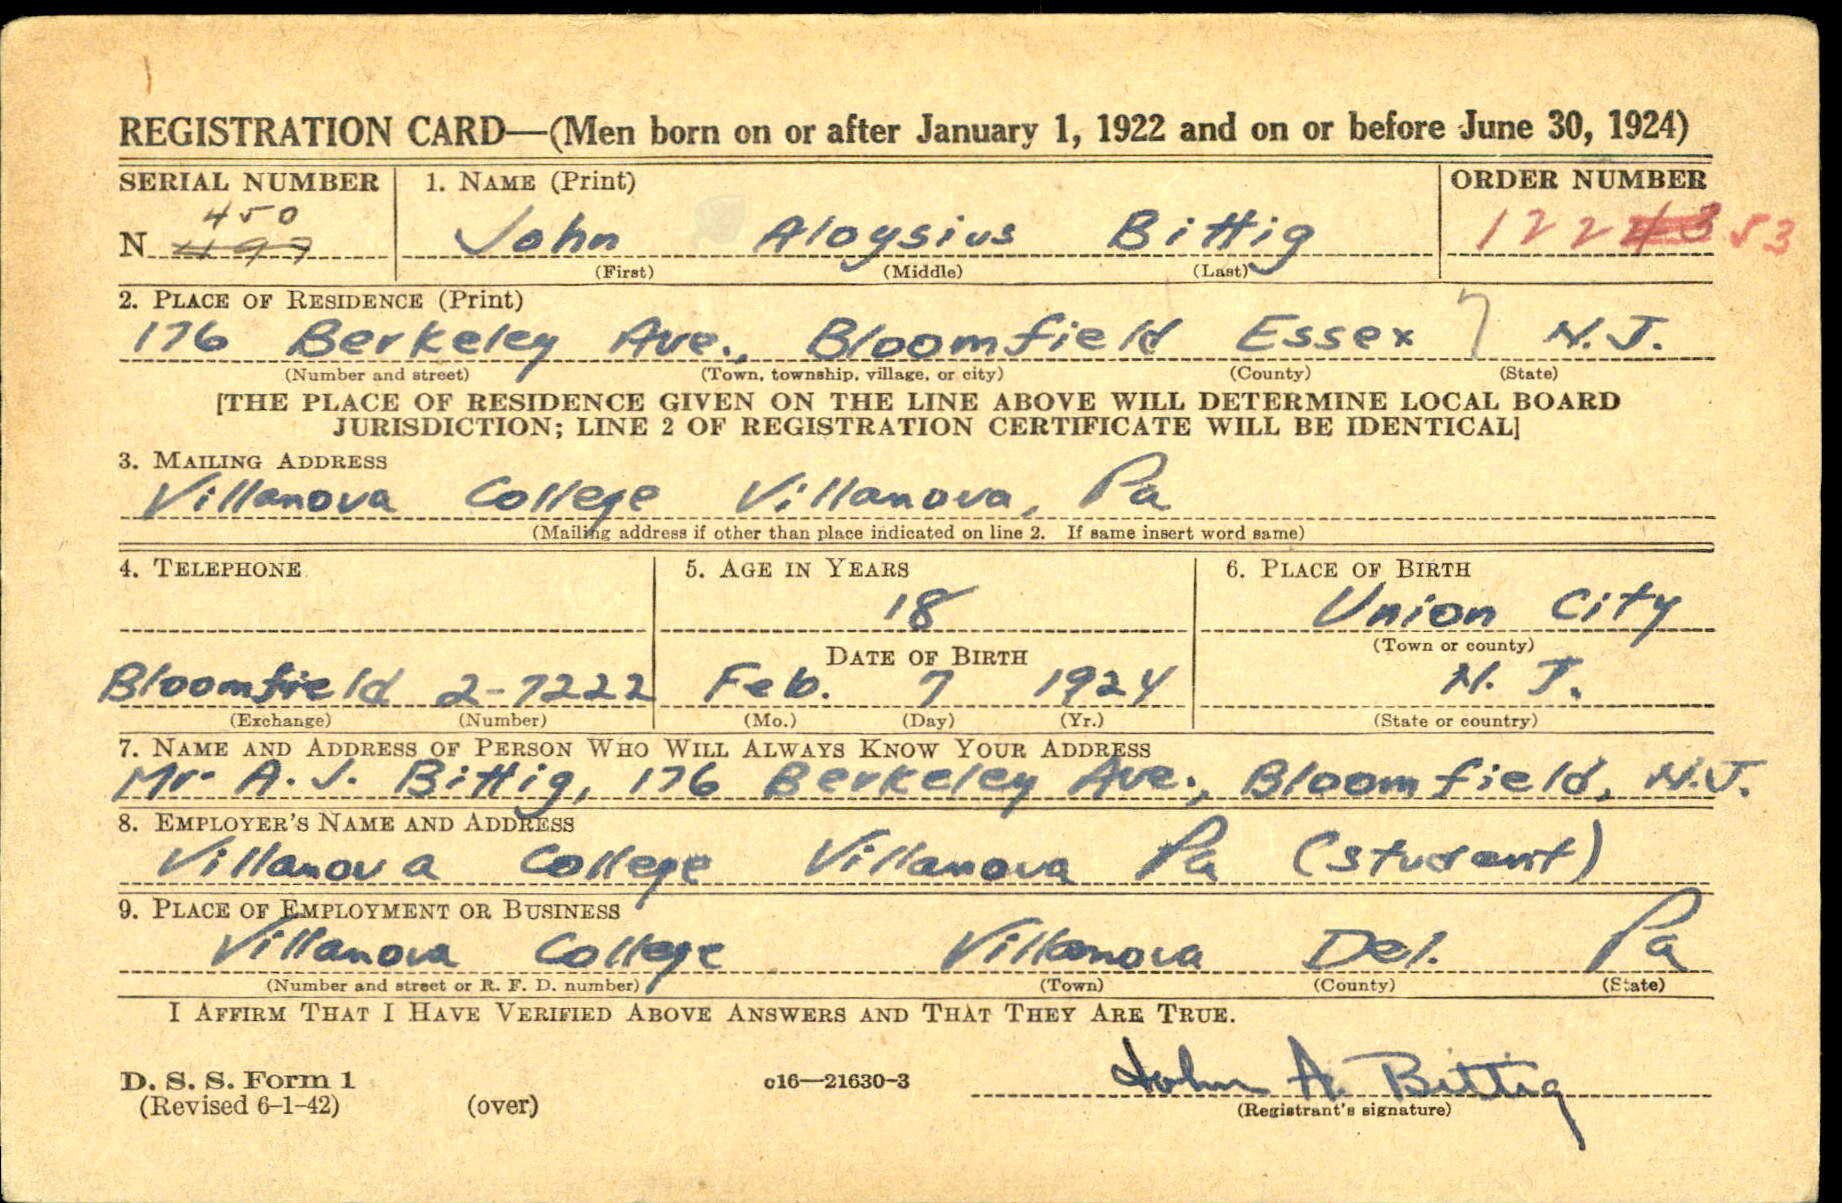 REGISTRATION CARD—(Men born on or after January 1, 1922 and on or before June 30, 1924)
SERIAL NUMBER 1. NAME (Print) ORDER NUMBER
450
N 497 John Aloysius Bittig 122 43 53
(First) (Middle) (Last)
2. PLACE OF RESIDENCE (Print)
176 Berkeley Ave., Bloomfield Essex 7 N.J.
(Number and street) (Town, township, village, or city) (County) (State)
[THE PLACE OF RESIDENCE GIVEN ON THE LINE ABOVE WILL DETERMINE LOCAL BOARD
JURISDICTION; LINE 2 OF REGISTRATION CERTIFICATE WILL BE IDENTICAL]
3. MAILING ADDRESS
Villanova College Villanova, Pa
(Mailing address if other than place indicated on line 2. If same insert word same)
4. TELEPHONE 5. AGE IN YEARS 6. PLACE OF BIRTH
18 Union City
(Town or county)
DATE OF BIRTH
Bloomfield 2-7222 Feb. 7 1924 N. J.
(Exchange) (Number) (Mo.) (Day) (Yr.) (State or country)
7. NAME AND ADDRESS OF PERSON WHO WILL ALWAYS KNOW YOUR ADDRESS
Mr. A. J. Bittig, 176 Berkeley Ave., Bloomfield, N.J.
8. EMPLOYER'S NAME AND ADDRESS
Villanova College Villanova Pa (student)
9. PLACE OF EMPLOYMENT OR BUSINESS
Villanova College Villanova Del. Pa
(Number and street or R. F. D. number) (Town) (County) (State)
I AFFIRM THAT I HAVE VERIFIED ABOVE ANSWERS AND THAT THEY ARE TRUE.
D. S. S. Form 1 c16—21630-3 John A. Bittig
(Revised 6-1-42) (over) (Registrant's signature)